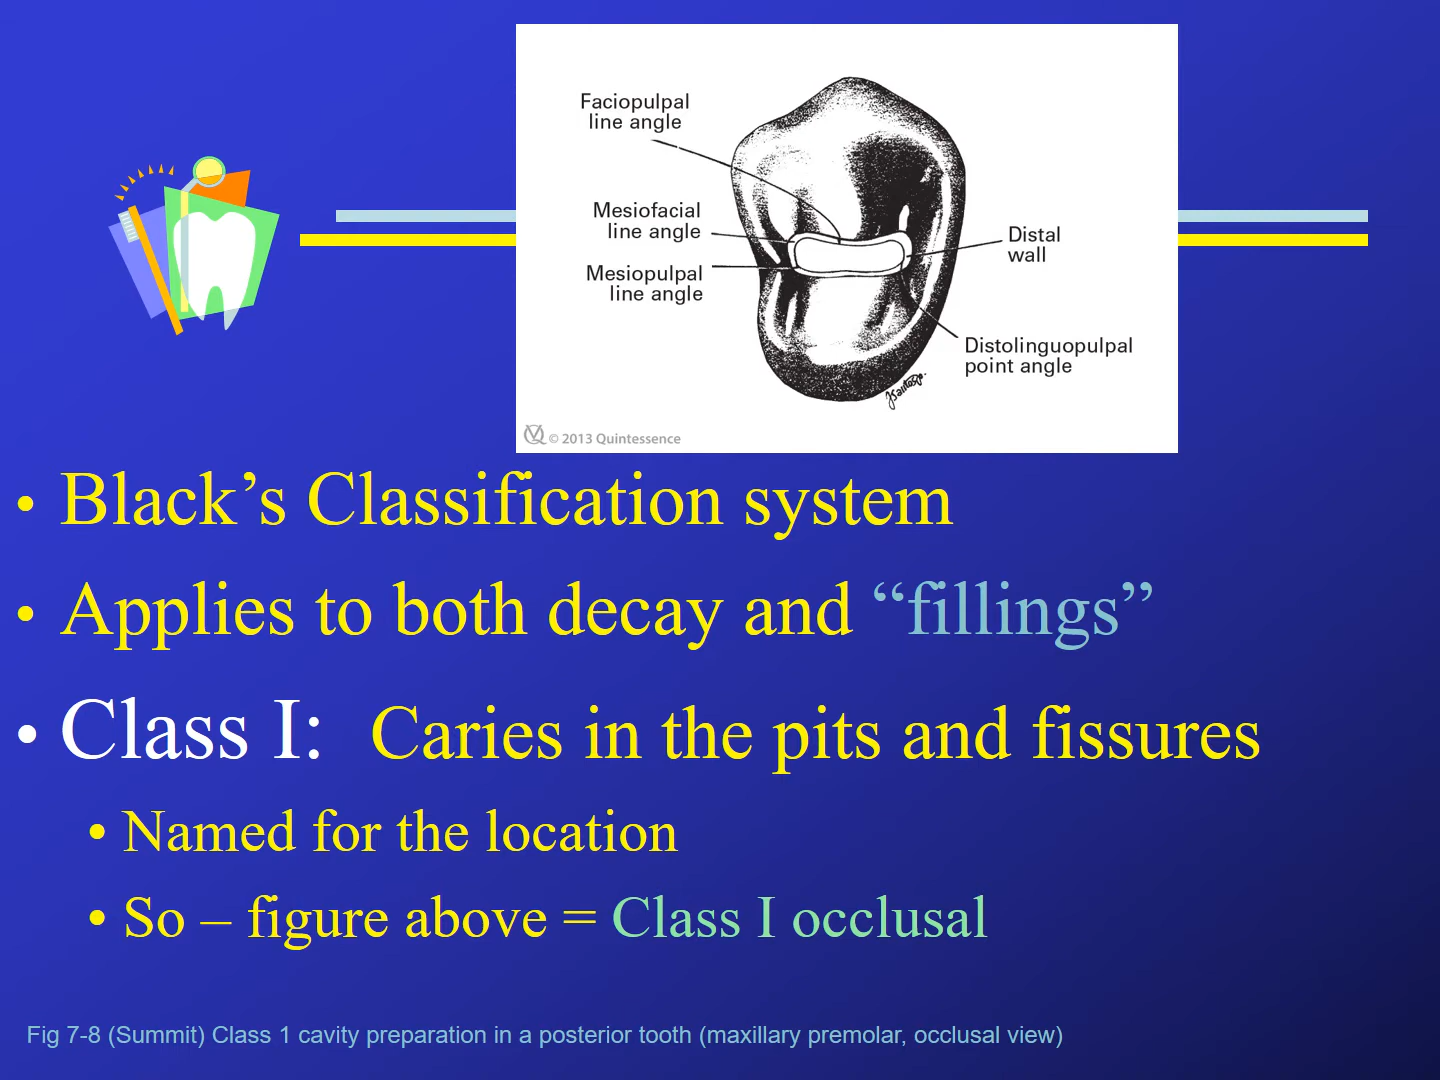 Faciopulpal
line angle
Mesiofacial
line angle
Mesiopulpal
line angle
Distal
wall
Distolinguopulpal
point angle
© 2013 Quintessence
• Black’s Classification system
• Applies to both decay and “fillings”
• Class I: Caries in the pits and fissures
• Named for the location
• So – figure above = Class I occlusal
Fig 7-8 (Summit) Class 1 cavity preparation in a posterior tooth (maxillary premolar, occlusal view)